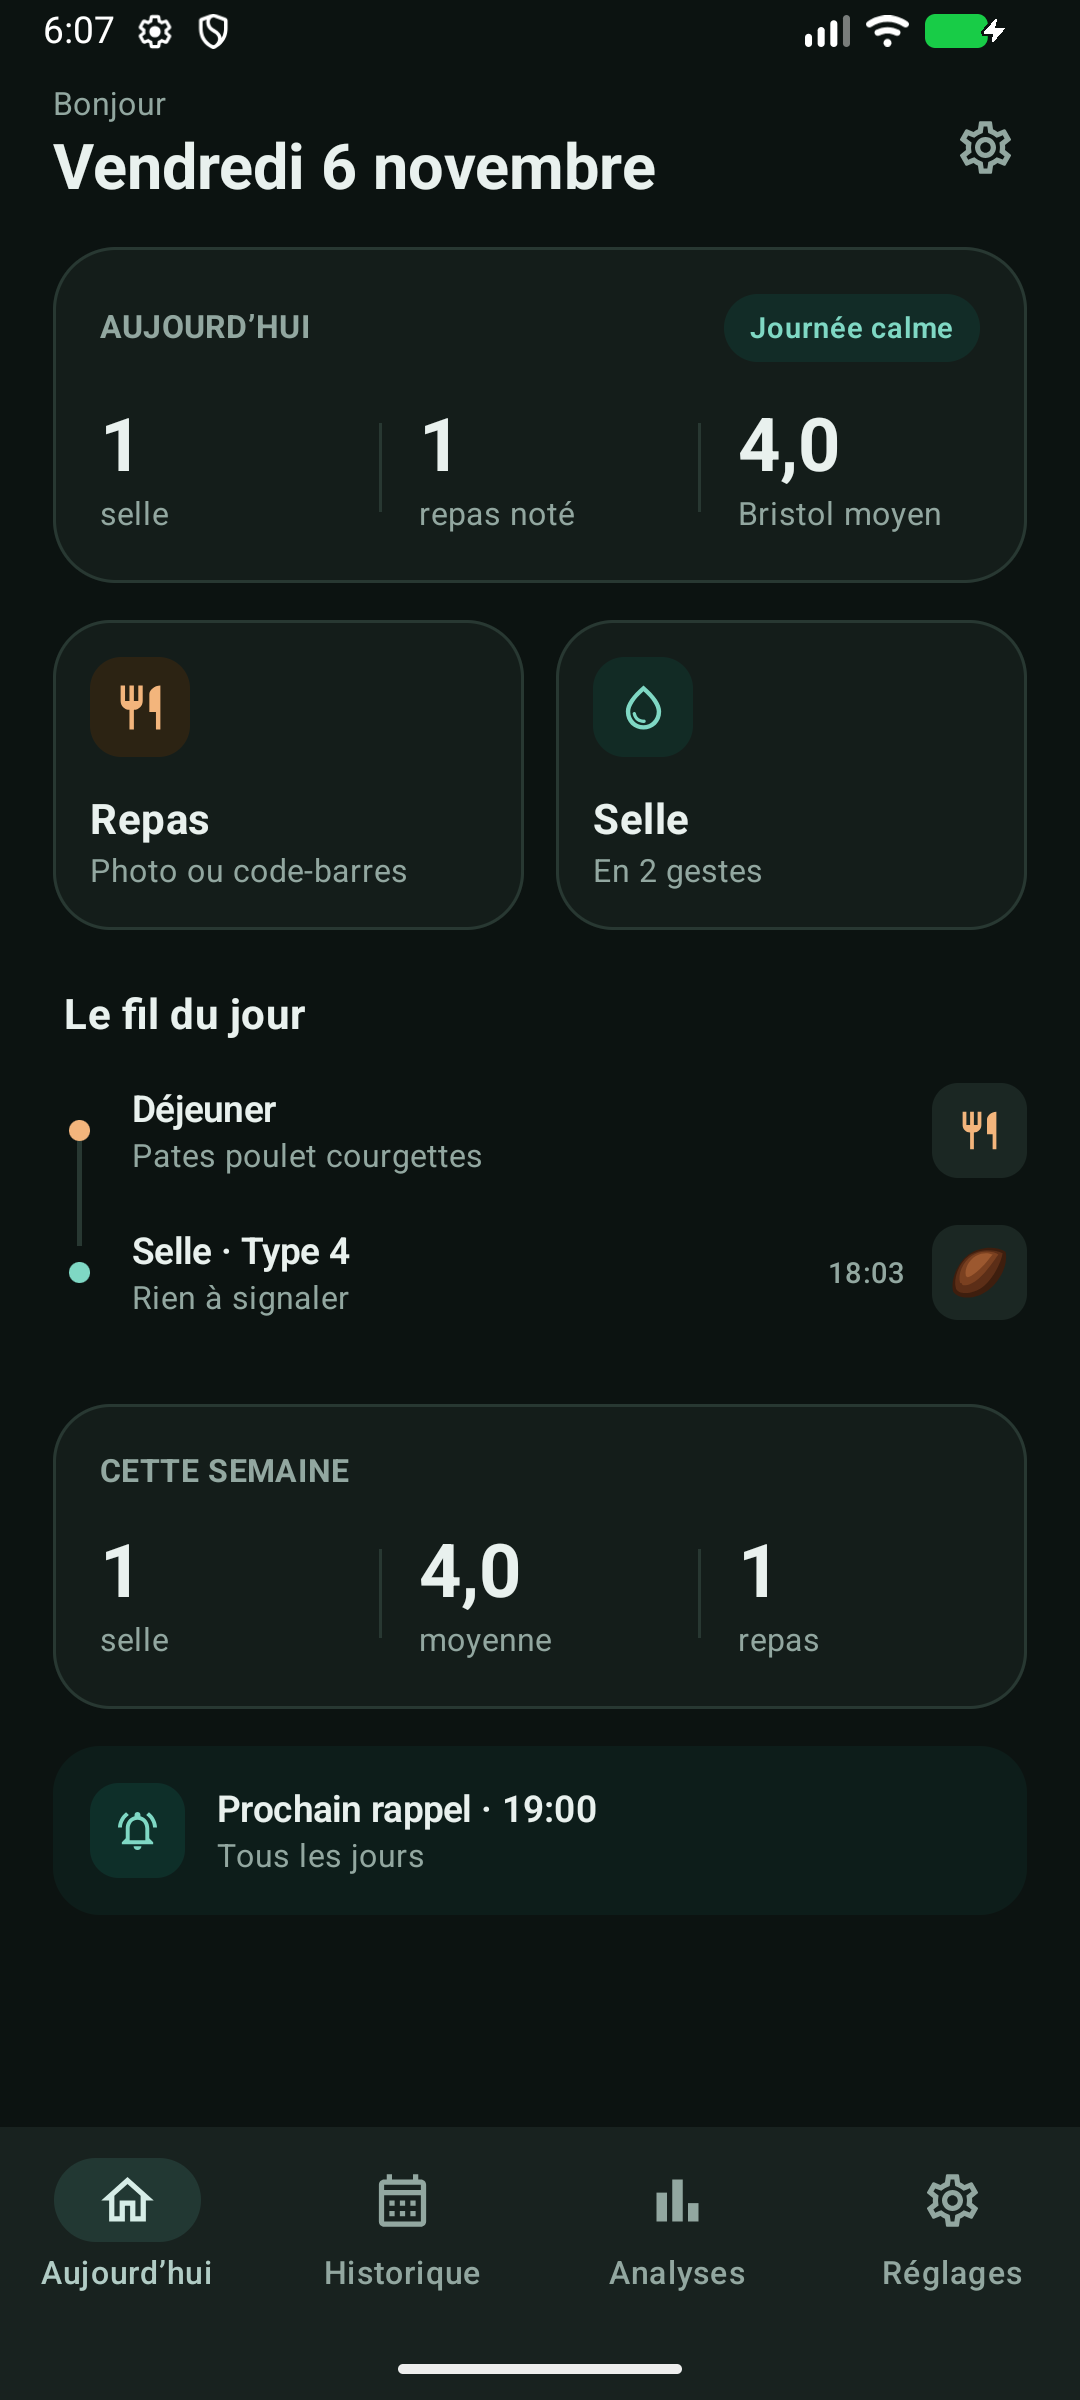 6:07
Bonjour
Vendredi 6 novembre
AUJOURD’HUI
Journée calme
1
selle
1
repas noté
4,0
Bristol moyen
Repas
Photo ou code-barres
Selle
En 2 gestes
Le fil du jour
Déjeuner
Pates poulet courgettes
Selle · Type 4
Rien à signaler
18:03
CETTE SEMAINE
1
selle
4,0
moyenne
1
repas
Prochain rappel · 19:00
Tous les jours
Aujourd’hui
Historique
Analyses
Réglages